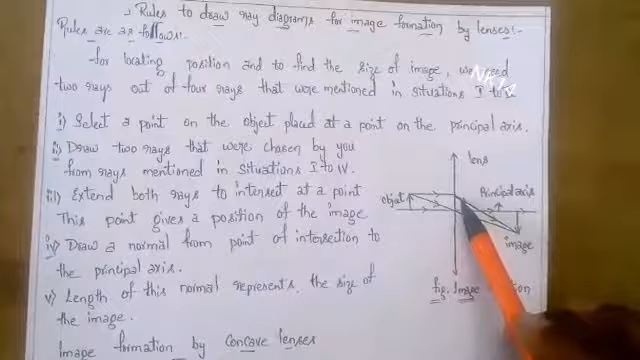 Rules to draw ray diagrams for image formation by lenses:-
Rules are as follows:
for locating position and to find the size of image, we need
two rays out of four rays that were mentioned in situations I to IV.
i) Select a point on the object placed at a point on the principal axis.
ii) Draw two rays that were chosen by you
from rays mentioned in situations I to IV.
iii) Extend both rays to intersect at a point
This point gives a position of the image
iv) Draw a normal from point of intersection to
the principal axis.
v) Length of this normal represents the size of
the image.
Image formation by Concave lenses
lens
object
Principal axis
image
fig: Image